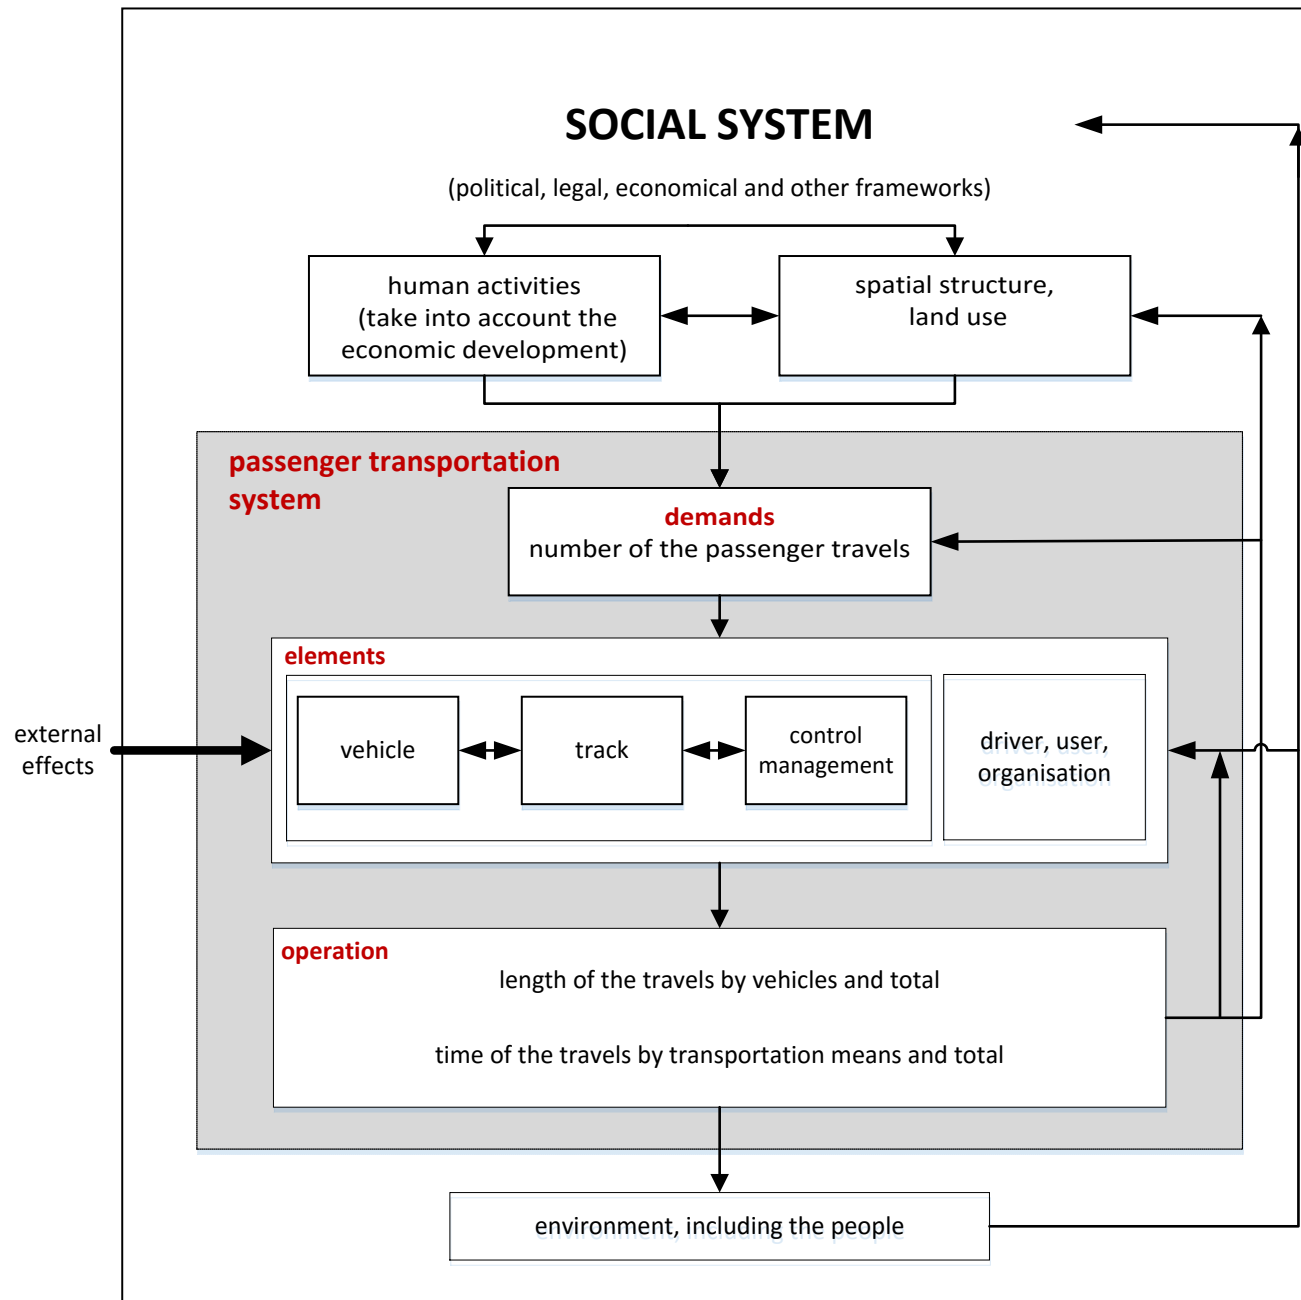 SOCIAL SYSTEM
(political, legal, economical and other frameworks)
human activities
(take into account the
economic development)
spatial structure,
land use
passenger transportation
system
demands
number of the passenger travels
elements
vehicle
track
control
management
driver, user,
organisation
external
effects
operation
length of the travels by vehicles and total
time of the travels by transportation means and total
environment, including the people